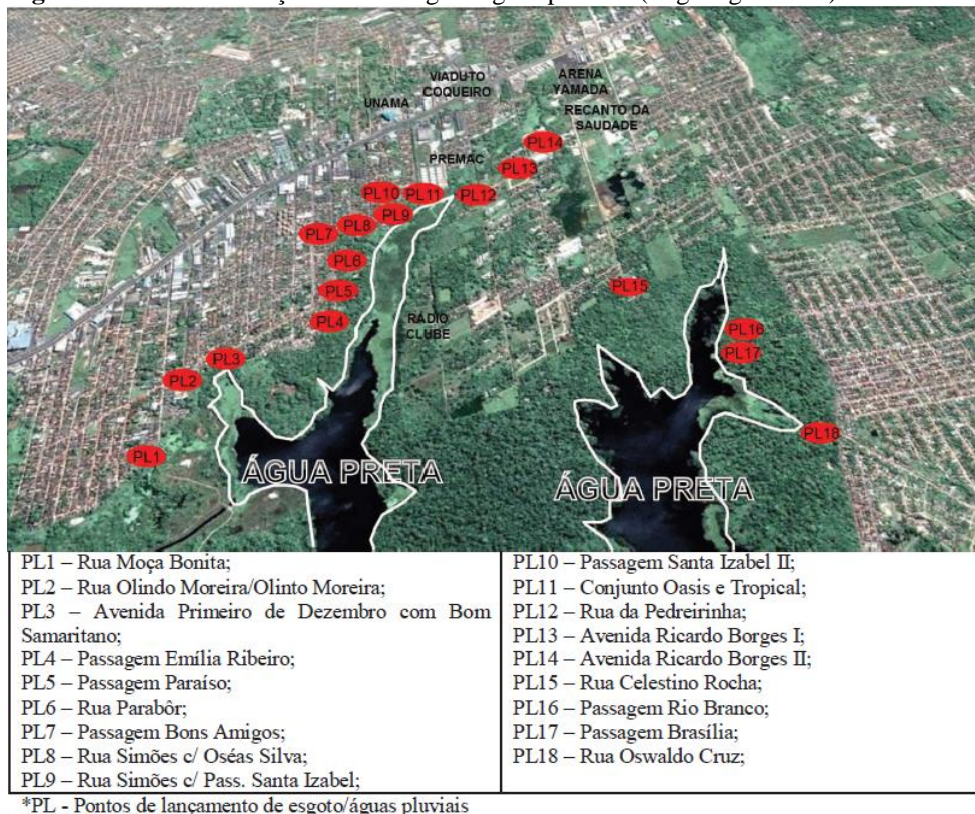 VIADUTO
COQUEIRO
ARENA
YAMADA
UNAMA
RECANTO DA
SAUDADE
PREMAC
PL14
PL13
PL10
PL11
PL12
PL9
PL8
PL7
PL6
PL5
PL15
PL4
RÁDIO
CLUBE
PL16
PL17
PL3
PL2
PL18
PL1
ÁGUA PRETA
ÁGUA PRETA
PL1 – Rua Moça Bonita;
PL2 – Rua Olindo Moreira/Olinto Moreira;
PL3 – Avenida Primeiro de Dezembro com Bom
Samaritano;
PL4 – Passagem Emília Ribeiro;
PL5 – Passagem Paraíso;
PL6 – Rua Parabôr;
PL7 – Passagem Bons Amigos;
PL8 – Rua Simões c/ Oséas Silva;
PL9 – Rua Simões c/ Pass. Santa Izabel;
PL10 – Passagem Santa Izabel II;
PL11 – Conjunto Oasis e Tropical;
PL12 – Rua da Pedreirinha;
PL13 – Avenida Ricardo Borges I;
PL14 – Avenida Ricardo Borges II;
PL15 – Rua Celestino Rocha;
PL16 – Passagem Rio Branco;
PL17 – Passagem Brasília;
PL18 – Rua Oswaldo Cruz;
*PL - Pontos de lançamento de esgoto/águas pluviais